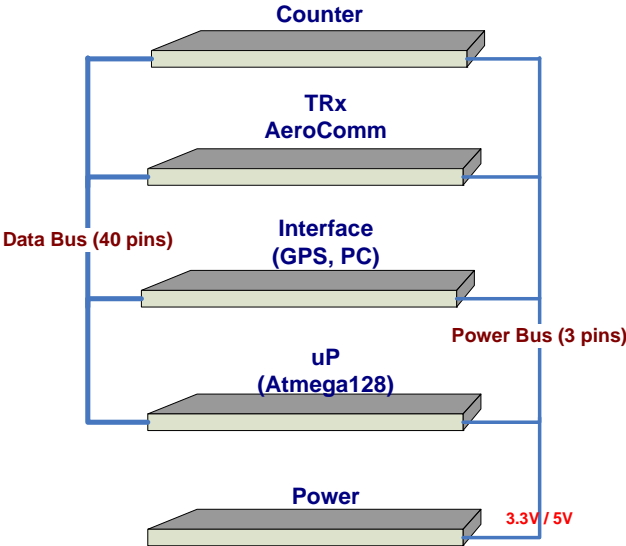 Counter
TRx
AeroComm
Data Bus (40 pins)
Interface
(GPS, PC)
Power Bus (3 pins)
uP
(Atmega128)
Power
3.3V / 5V